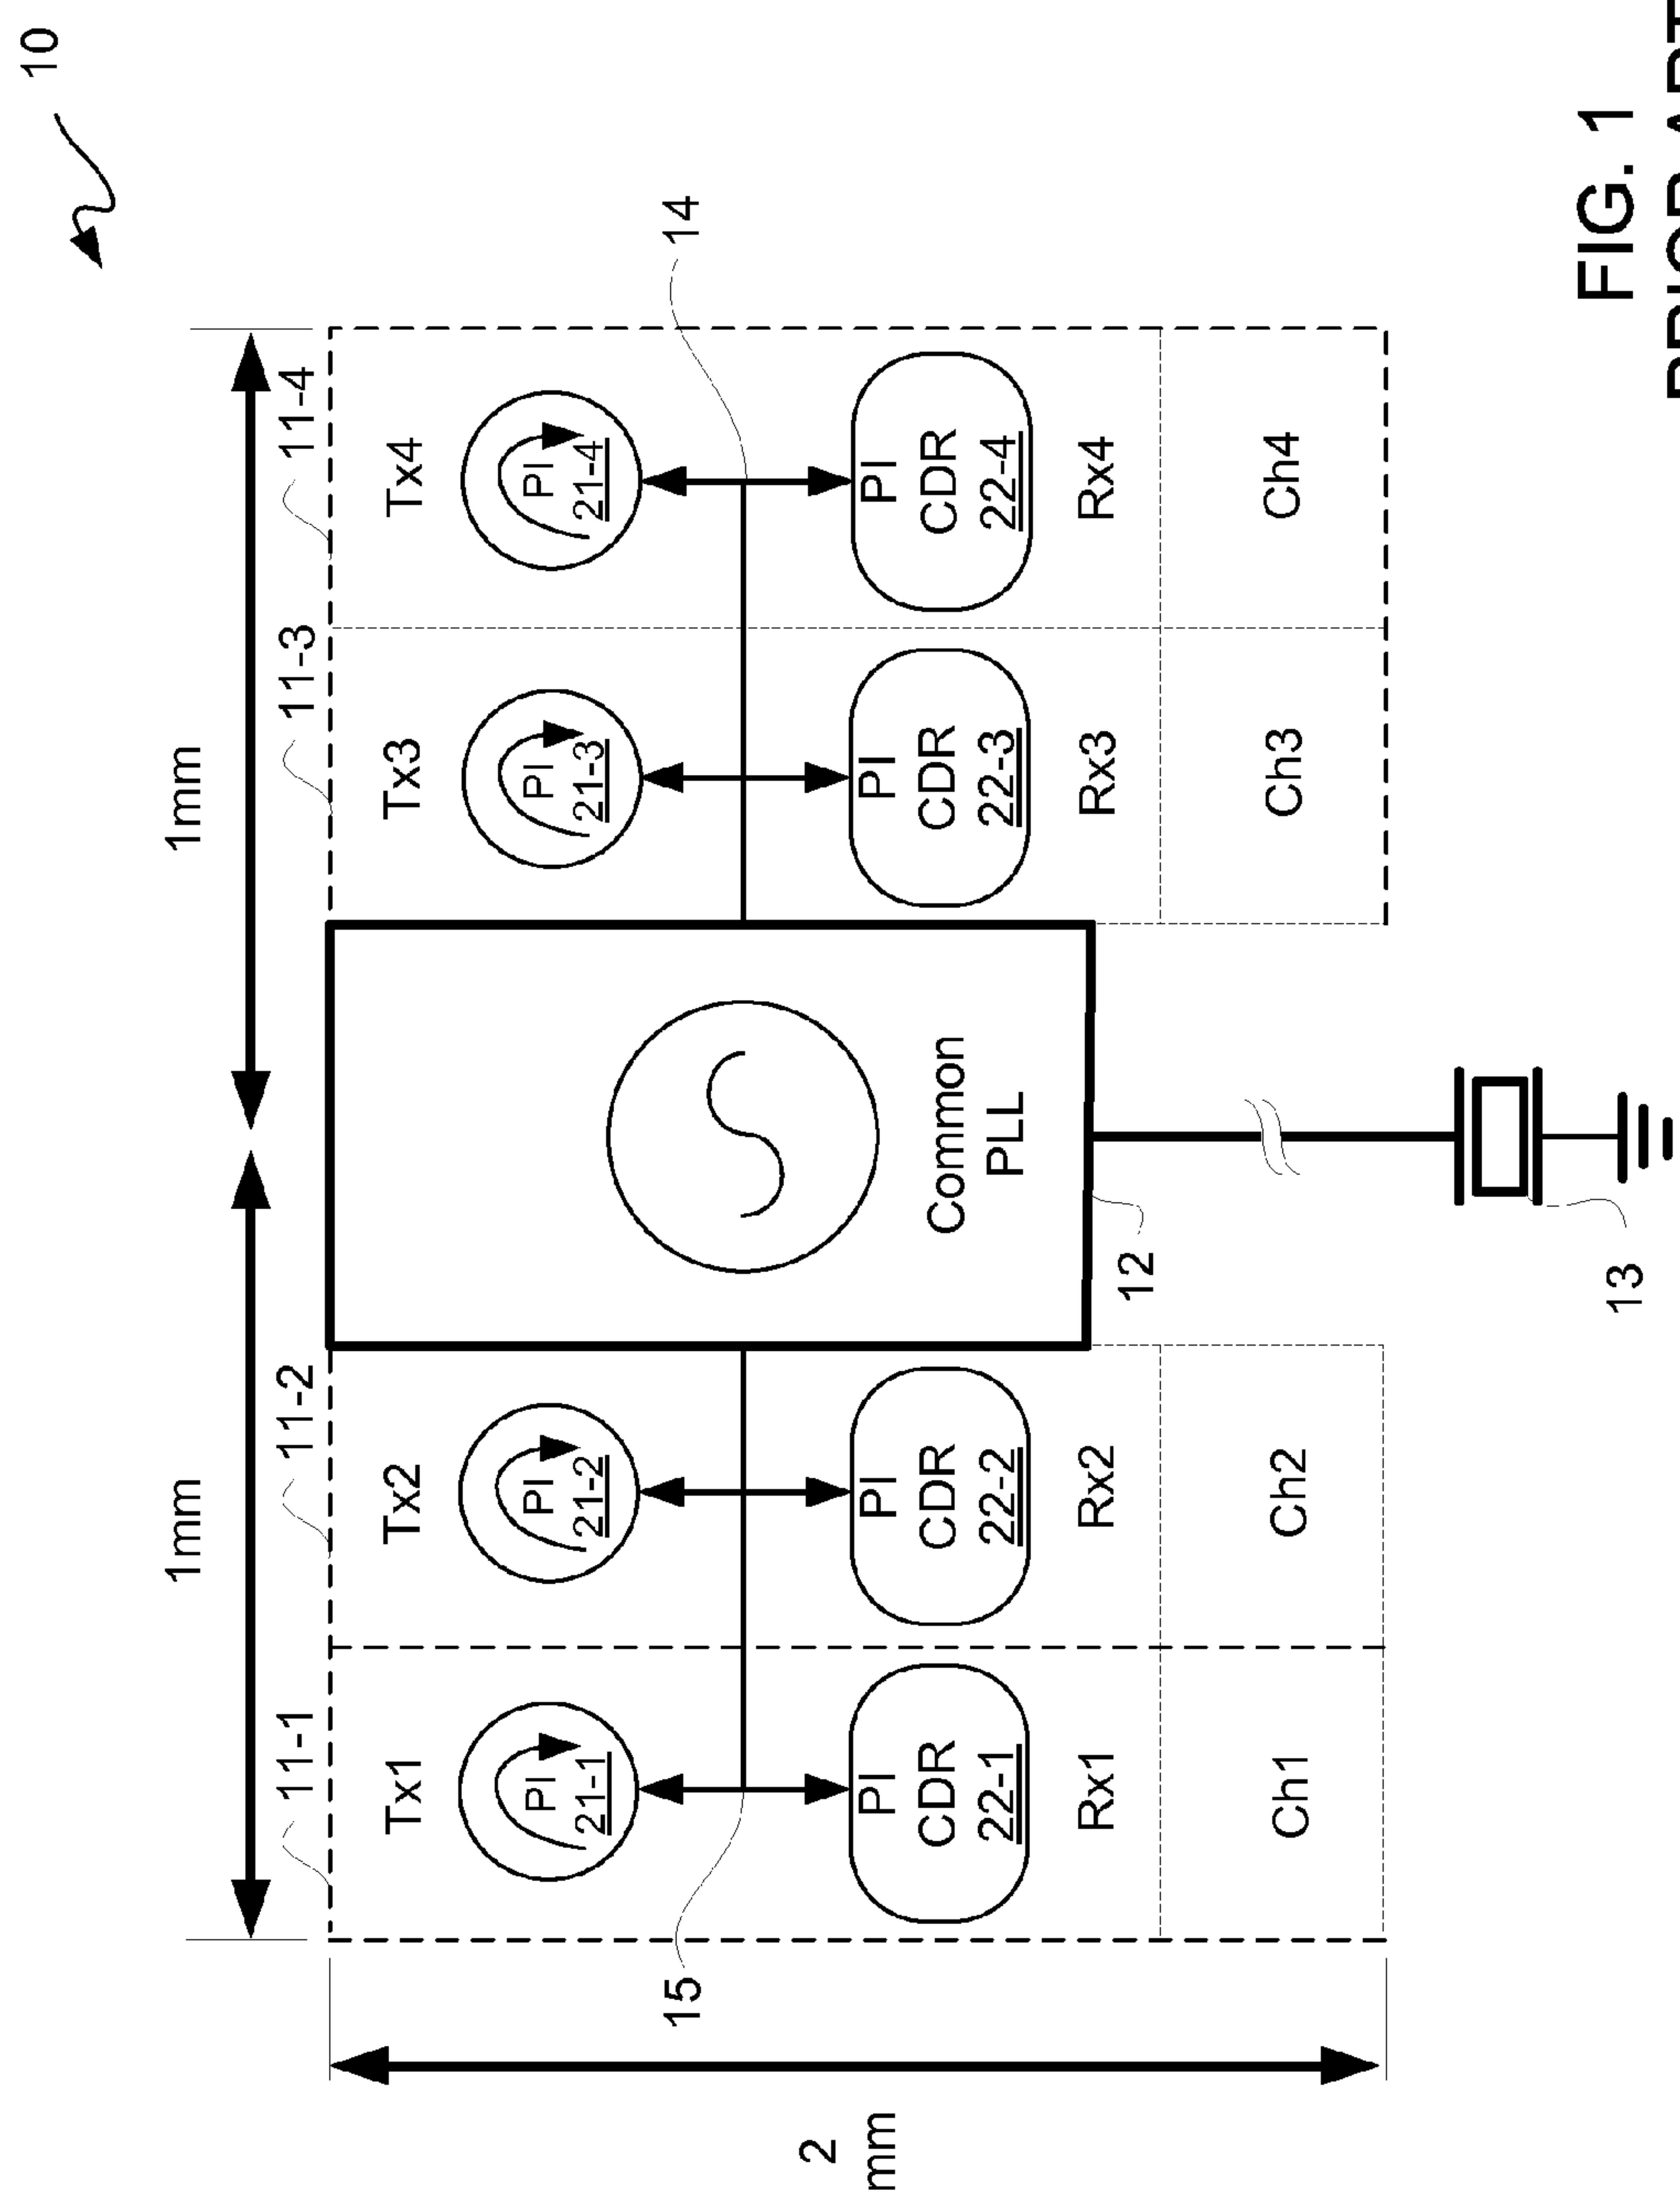 10
1mm
1mm
11-1
11-2
11-3
11-4
Tx1
Tx2
Tx3
Tx4
PI
21-1
PI
21-2
PI
21-3
PI
21-4
15
14
2
mm
PI
CDR
22-1
PI
CDR
22-2
Common
PLL
PI
CDR
22-3
PI
CDR
22-4
Rx1
Rx2
Rx3
Rx4
12
Ch1
Ch2
Ch3
Ch4
13
FIG. 1
PRIOR ART